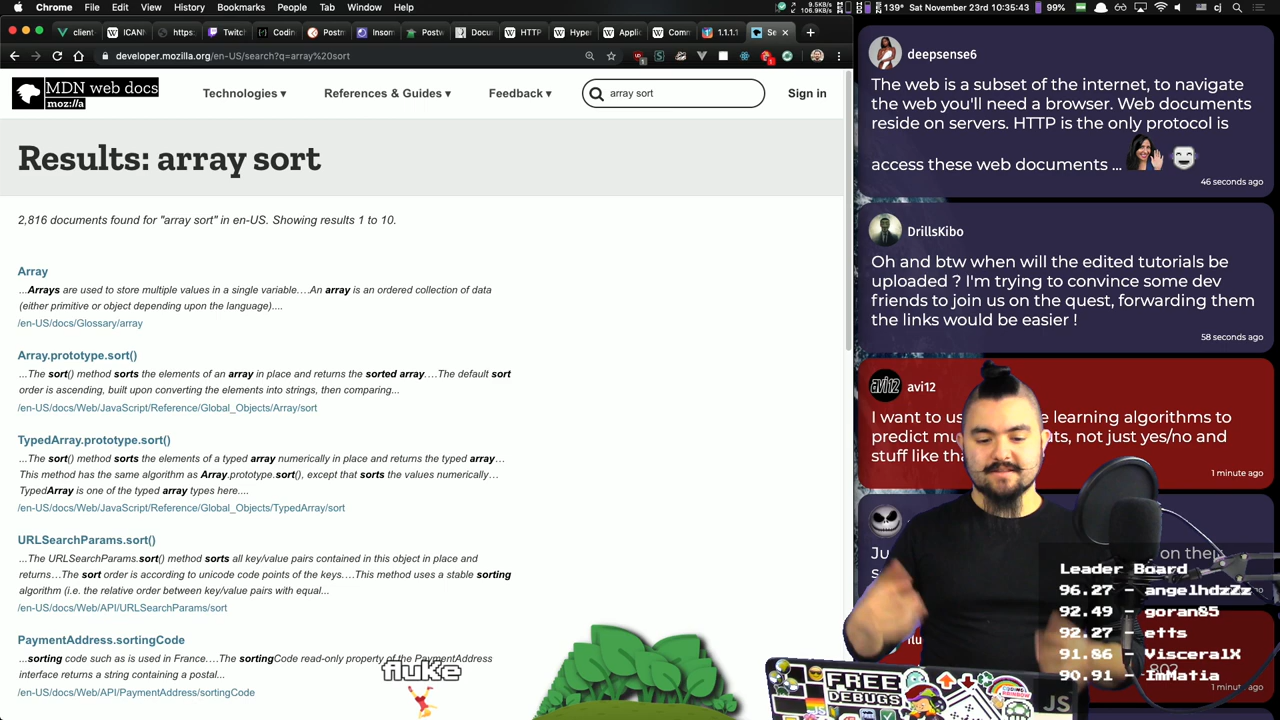 Chrome File Edit View History Bookmarks People Tab Window Help
9.5KB/s
106.9KB/s
139° Sat November 23rd 10:35:43 99% cj
client- ICANN https: Twitch Codin Postm Insom Postw Docu HTTP Hyper Applic Comm 1.1.1.1 Se
developer.mozilla.org/en-US/search?q=array%20sort
MDN web docs
moz://a
Technologies ▾ References & Guides ▾ Feedback ▾ array sort Sign in
Results: array sort
2,816 documents found for "array sort" in en-US. Showing results 1 to 10.
Array
...Arrays are used to store multiple values in a single variable....An array is an ordered collection of data
(either primitive or object depending upon the language)....
/en-US/docs/Glossary/array
Array.prototype.sort()
...The sort() method sorts the elements of an array in place and returns the sorted array....The default sort
order is ascending, built upon converting the elements into strings, then comparing...
/en-US/docs/Web/JavaScript/Reference/Global_Objects/Array/sort
TypedArray.prototype.sort()
...The sort() method sorts the elements of a typed array numerically in place and returns the typed array...
This method has the same algorithm as Array.prototype.sort(), except that sorts the values numerically...
TypedArray is one of the typed array types here....
/en-US/docs/Web/JavaScript/Reference/Global_Objects/TypedArray/sort
URLSearchParams.sort()
...The URLSearchParams.sort() method sorts all key/value pairs contained in this object in place and
returns...The sort order is according to unicode code points of the keys....This method uses a stable sorting
algorithm (i.e. the relative order between key/value pairs with equal...
/en-US/docs/Web/API/URLSearchParams/sort
PaymentAddress.sortingCode
...sorting code such as is used in France....The sortingCode read-only property of the PaymentAddress
interface returns a string containing a postal...
/en-US/docs/Web/API/PaymentAddress/sortingCode
fluke
deepsense6
The web is a subset of the internet, to navigate
the web you'll need a browser. Web documents
reside on servers. HTTP is the only protocol is
access these web documents ...
46 seconds ago
DrillsKibo
Oh and btw when will the edited tutorials be
uploaded ? I'm trying to convince some dev
friends to join us on the quest, forwarding them
the links would be easier !
58 seconds ago
avi12
avi12
I want to us e learning algorithms to
predict mu ts, not just yes/no and
stuff like tha
1 minute ago
Ju on their
Leader Board
96.27 - angelhdzZz
92.49 - goran85
92.27 - etts
91.86 - VisceralX
90.91 - ImMatia
802
1 minute ago
FREE
DEBUGS
JS